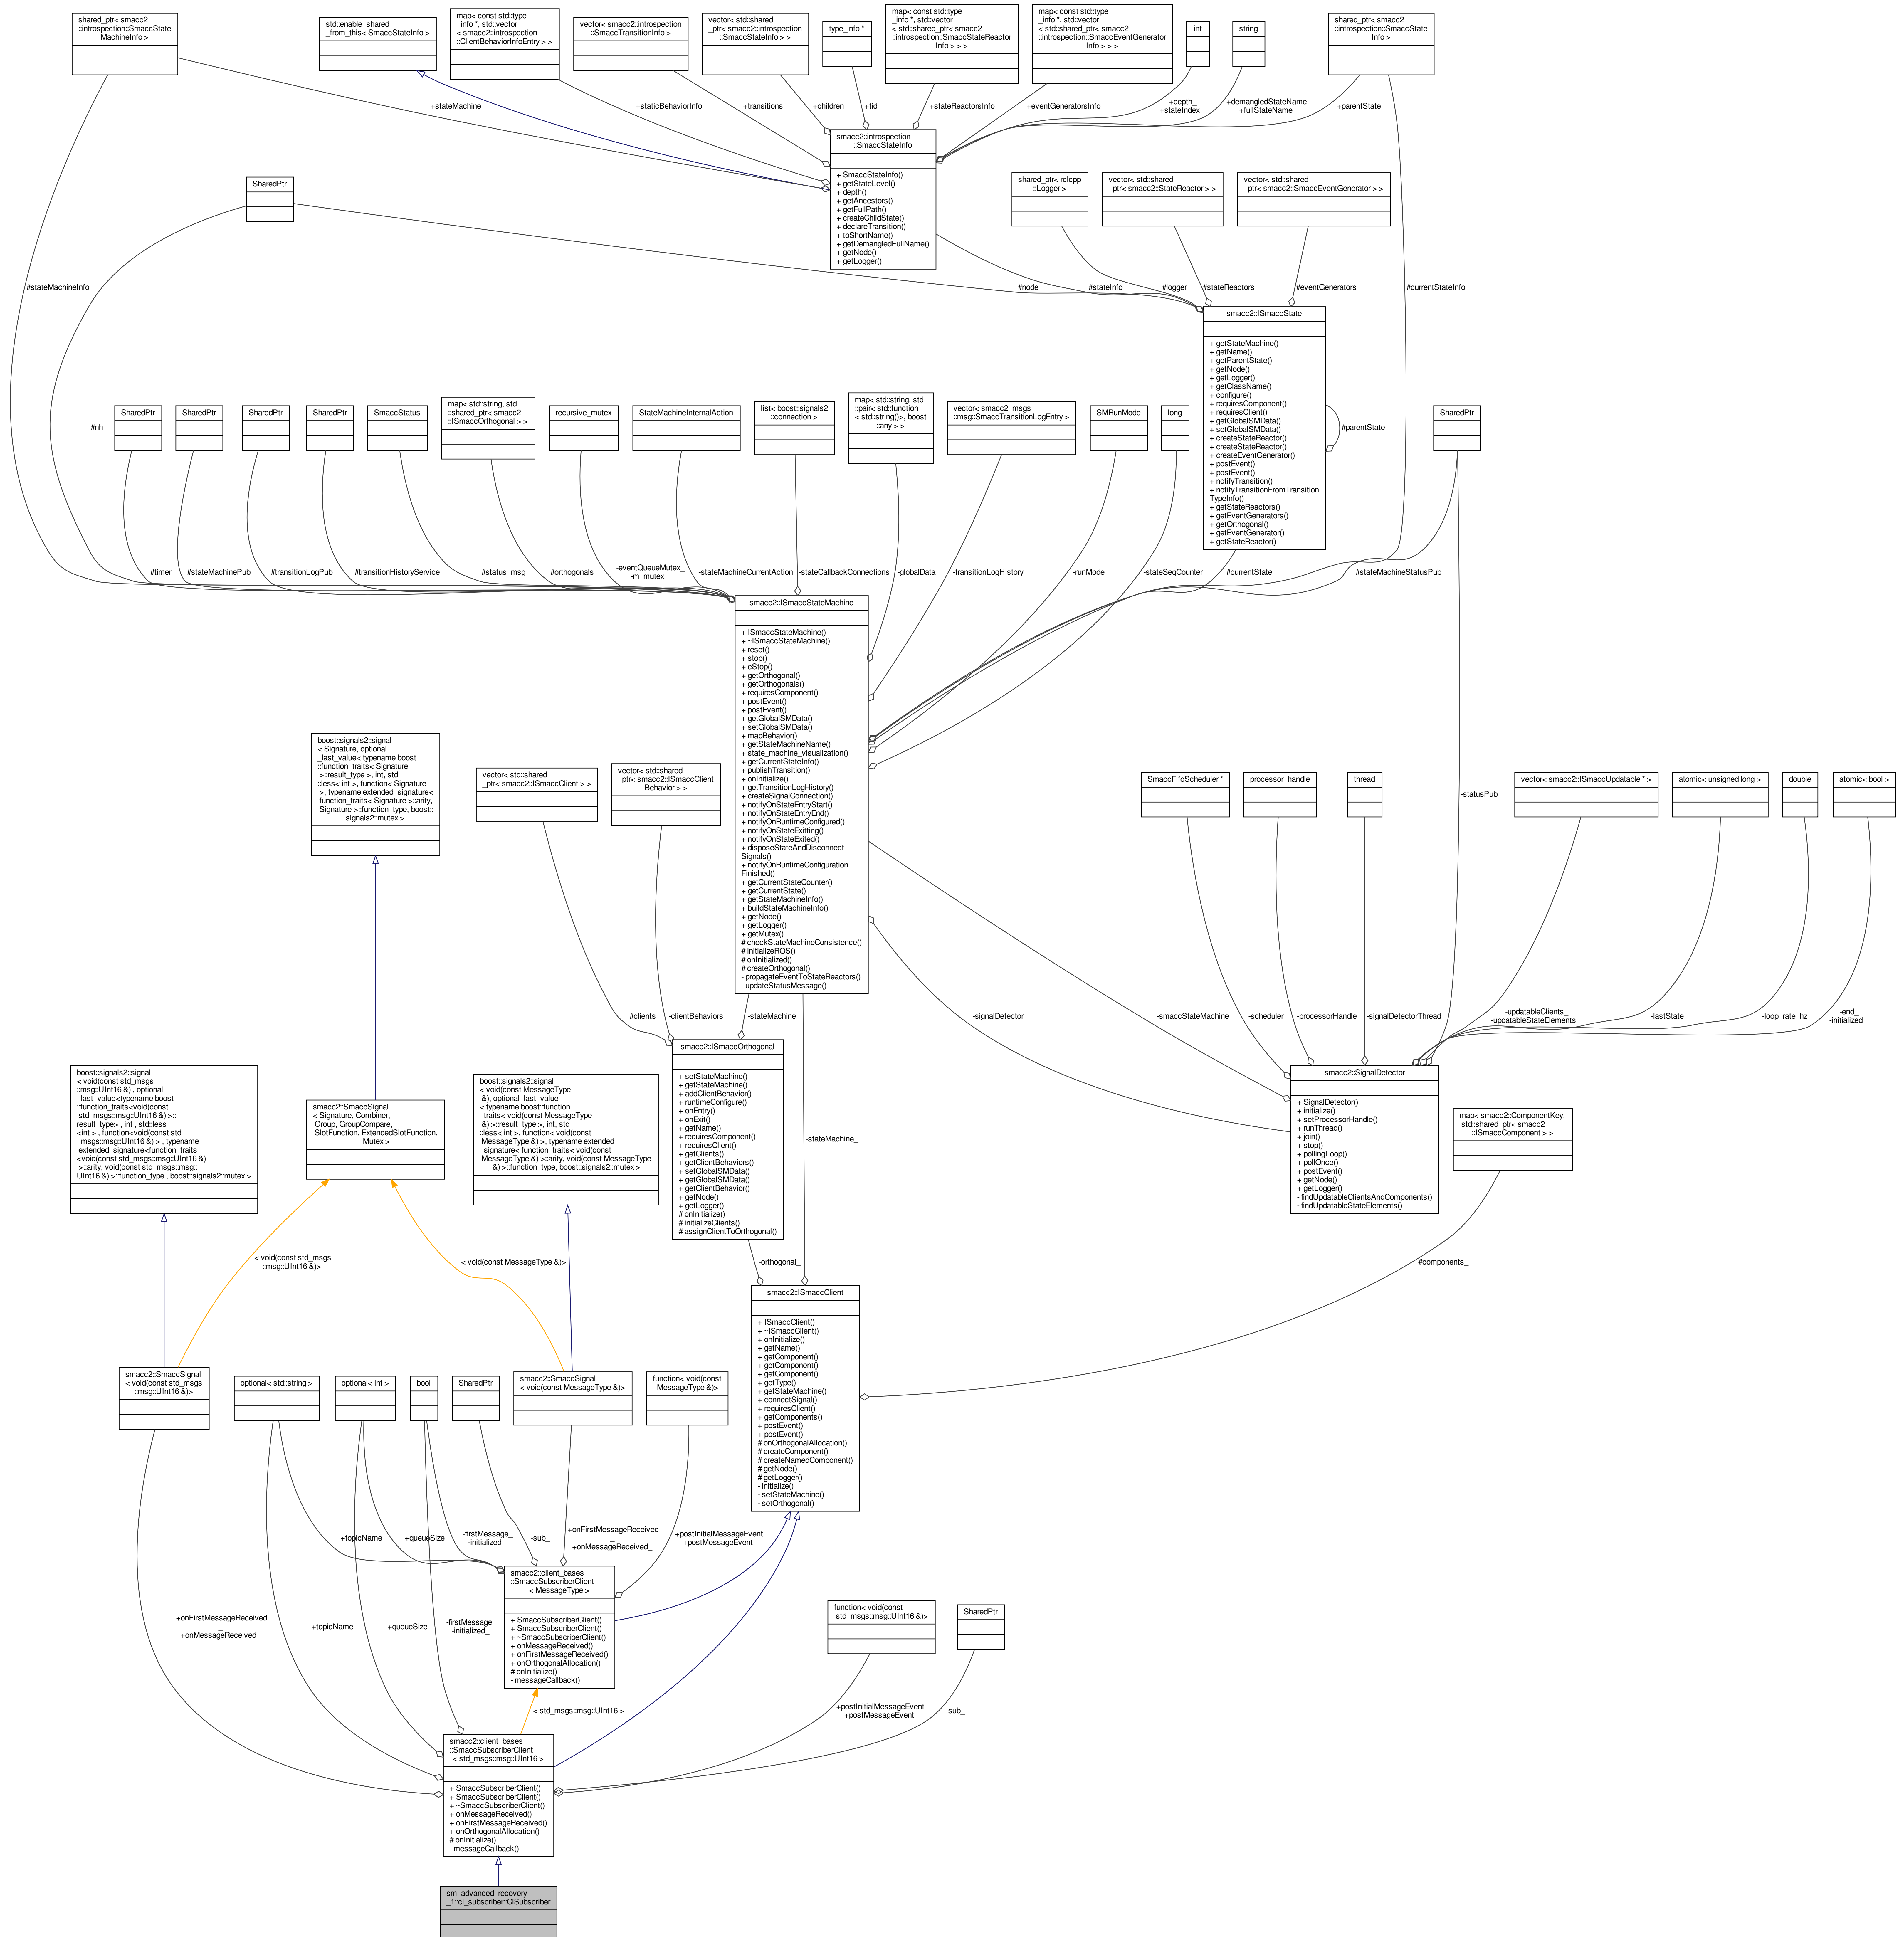 shared_ptr< smacc2
::introspection::SmaccState
MachineInfo >
std::enable_shared
_from_this< SmaccStateInfo >
map< const std::type
_info *, std::vector
< smacc2::introspection
::ClientBehaviorInfoEntry > >
vector< smacc2::introspection
::SmaccTransitionInfo >
vector< std::shared
_ptr< smacc2::introspection
::SmaccStateInfo > >
type_info *
map< const std::type
_info *, std::vector
< std::shared_ptr< smacc2
::introspection::SmaccStateReactor
Info > > >
map< const std::type
_info *, std::vector
< std::shared_ptr< smacc2
::introspection::SmaccEventGenerator
Info > > >
int
string
shared_ptr< smacc2
::introspection::SmaccState
Info >
+stateMachine_
+staticBehaviorInfo
+transitions_
+children_
+tid_
+stateReactorsInfo
+eventGeneratorsInfo
+depth_
+stateIndex_
+demangledStateName
+fullStateName
+parentState_
smacc2::introspection
::SmaccStateInfo
+ SmaccStateInfo()
+ getStateLevel()
+ depth()
+ getAncestors()
+ getFullPath()
+ createChildState()
+ declareTransition()
+ toShortName()
+ getDemangledFullName()
+ getNode()
+ getLogger()
SharedPtr
shared_ptr< rclcpp
::Logger >
vector< std::shared
_ptr< smacc2::StateReactor > >
vector< std::shared
_ptr< smacc2::SmaccEventGenerator > >
#stateMachineInfo_
#node_
#stateInfo_
#logger_
#stateReactors_
#eventGenerators_
#currentStateInfo_
smacc2::ISmaccState
+ getStateMachine()
+ getName()
+ getParentState()
+ getNode()
+ getLogger()
+ getClassName()
+ configure()
+ requiresComponent()
+ requiresClient()
+ getGlobalSMData()
+ setGlobalSMData()
+ createStateReactor()
+ createStateReactor()
+ createEventGenerator()
+ postEvent()
+ postEvent()
+ notifyTransition()
+ notifyTransitionFromTransition
TypeInfo()
+ getStateReactors()
+ getEventGenerators()
+ getOrthogonal()
+ getEventGenerator()
+ getStateReactor()
#parentState_
#nh_
SharedPtr
SharedPtr
SharedPtr
SharedPtr
SmaccStatus
map< std::string, std
::shared_ptr< smacc2
::ISmaccOrthogonal > >
recursive_mutex
StateMachineInternalAction
list< boost::signals2
::connection >
map< std::string, std
::pair< std::function
< std::string()>, boost
::any > >
vector< smacc2_msgs
::msg::SmaccTransitionLogEntry >
SMRunMode
long
SharedPtr
#timer_
#stateMachinePub_
#transitionLogPub_
#transitionHistoryService_
#status_msg_
#orthogonals_
-eventQueueMutex_
-m_mutex_
-stateMachineCurrentAction
-stateCallbackConnections
-globalData_
-transitionLogHistory_
-runMode_
-stateSeqCounter_
#currentState_
#stateMachineStatusPub_
smacc2::ISmaccStateMachine
+ ISmaccStateMachine()
+ ~ISmaccStateMachine()
+ reset()
+ stop()
+ eStop()
+ getOrthogonal()
+ getOrthogonals()
+ requiresComponent()
+ postEvent()
+ postEvent()
+ getGlobalSMData()
+ setGlobalSMData()
+ mapBehavior()
+ getStateMachineName()
+ state_machine_visualization()
+ getCurrentStateInfo()
+ publishTransition()
+ onInitialize()
+ getTransitionLogHistory()
+ createSignalConnection()
+ notifyOnStateEntryStart()
+ notifyOnStateEntryEnd()
+ notifyOnRuntimeConfigured()
+ notifyOnStateExitting()
+ notifyOnStateExited()
+ disposeStateAndDisconnect
Signals()
+ notifyOnRuntimeConfiguration
Finished()
+ getCurrentStateCounter()
+ getCurrentState()
+ getStateMachineInfo()
+ buildStateMachineInfo()
+ getNode()
+ getLogger()
+ getMutex()
# checkStateMachineConsistence()
# initializeROS()
# onInitialized()
# createOrthogonal()
- propagateEventToStateReactors()
- updateStatusMessage()
boost::signals2::signal
< Signature, optional
_last_value< typename boost
::function_traits< Signature
>::result_type >, int, std
::less< int >, function< Signature
>, typename extended_signature<
function_traits< Signature >::arity,
Signature >::function_type, boost::
signals2::mutex >
vector< std::shared
_ptr< smacc2::ISmaccClient > >
vector< std::shared
_ptr< smacc2::ISmaccClient
Behavior > >
SmaccFifoScheduler *
processor_handle
thread
-statusPub_
vector< smacc2::ISmaccUpdatable * >
atomic< unsigned long >
double
atomic< bool >
#clients_
-clientBehaviors_
-stateMachine_
-signalDetector_
-smaccStateMachine_
-scheduler_
-processorHandle_
-signalDetectorThread_
-updatableClients_
-updatableStateElements_
-lastState_
-loop_rate_hz
-end_
-initialized_
smacc2::ISmaccOrthogonal
+ setStateMachine()
+ getStateMachine()
+ addClientBehavior()
+ runtimeConfigure()
+ onEntry()
+ onExit()
+ getName()
+ requiresComponent()
+ requiresClient()
+ getClients()
+ getClientBehaviors()
+ setGlobalSMData()
+ getGlobalSMData()
+ getClientBehavior()
+ getNode()
+ getLogger()
# onInitialize()
# initializeClients()
# assignClientToOrthogonal()
smacc2::SignalDetector
+ SignalDetector()
+ initialize()
+ setProcessorHandle()
+ runThread()
+ join()
+ stop()
+ pollingLoop()
+ pollOnce()
+ postEvent()
+ getNode()
+ getLogger()
- findUpdatableClientsAndComponents()
- findUpdatableStateElements()
map< smacc2::ComponentKey,
std::shared_ptr< smacc2
::ISmaccComponent > >
boost::signals2::signal
< void(const std_msgs
::msg::UInt16 &) , optional
_last_value<typename boost
::function_traits<void(const
std_msgs::msg::UInt16 &) >::
result_type> , int , std::less
<int > , function<void(const std
_msgs::msg::UInt16 &) > , typename
extended_signature<function_traits
<void(const std_msgs::msg::UInt16 &)
>::arity, void(const std_msgs::msg::
UInt16 &) >::function_type , boost::signals2::mutex >
smacc2::SmaccSignal
< Signature, Combiner,
Group, GroupCompare,
SlotFunction, ExtendedSlotFunction,
Mutex >
boost::signals2::signal
< void(const MessageType
&), optional_last_value
< typename boost::function
_traits< void(const MessageType
&) >::result_type >, int, std
::less< int >, function< void(const
MessageType &) >, typename extended
_signature< function_traits< void(const
MessageType &) >::arity, void(const MessageType
&) >::function_type, boost::signals2::mutex >
-stateMachine_
< void(const std_msgs
::msg::UInt16 &)>
< void(const MessageType &)>
-orthogonal_
#components_
smacc2::ISmaccClient
+ ISmaccClient()
+ ~ISmaccClient()
+ onInitialize()
+ getName()
+ getComponent()
+ getComponent()
+ getComponent()
+ getType()
+ getStateMachine()
+ connectSignal()
+ requiresClient()
+ getComponents()
+ postEvent()
+ postEvent()
# onOrthogonalAllocation()
# createComponent()
# createNamedComponent()
# getNode()
# getLogger()
- initialize()
- setStateMachine()
- setOrthogonal()
smacc2::SmaccSignal
< void(const std_msgs
::msg::UInt16 &)>
optional< std::string >
optional< int >
bool
SharedPtr
smacc2::SmaccSignal
< void(const MessageType &)>
function< void(const
MessageType &)>
+topicName
+queueSize
-firstMessage_
-initialized_
-sub_
+onFirstMessageReceived
_
+onMessageReceived_
+postInitialMessageEvent
+postMessageEvent
smacc2::client_bases
::SmaccSubscriberClient
< MessageType >
+ SmaccSubscriberClient()
+ SmaccSubscriberClient()
+ ~SmaccSubscriberClient()
+ onMessageReceived()
+ onFirstMessageReceived()
+ onOrthogonalAllocation()
# onInitialize()
- messageCallback()
+onFirstMessageReceived
_
+onMessageReceived_
+topicName
+queueSize
-firstMessage_
-initialized_
function< void(const
std_msgs::msg::UInt16 &)>
SharedPtr
< std_msgs::msg::UInt16 >
+postInitialMessageEvent
+postMessageEvent
-sub_
smacc2::client_bases
::SmaccSubscriberClient
< std_msgs::msg::UInt16 >
+ SmaccSubscriberClient()
+ SmaccSubscriberClient()
+ ~SmaccSubscriberClient()
+ onMessageReceived()
+ onFirstMessageReceived()
+ onOrthogonalAllocation()
# onInitialize()
- messageCallback()
sm_advanced_recovery
_1::cl_subscriber::ClSubscriber